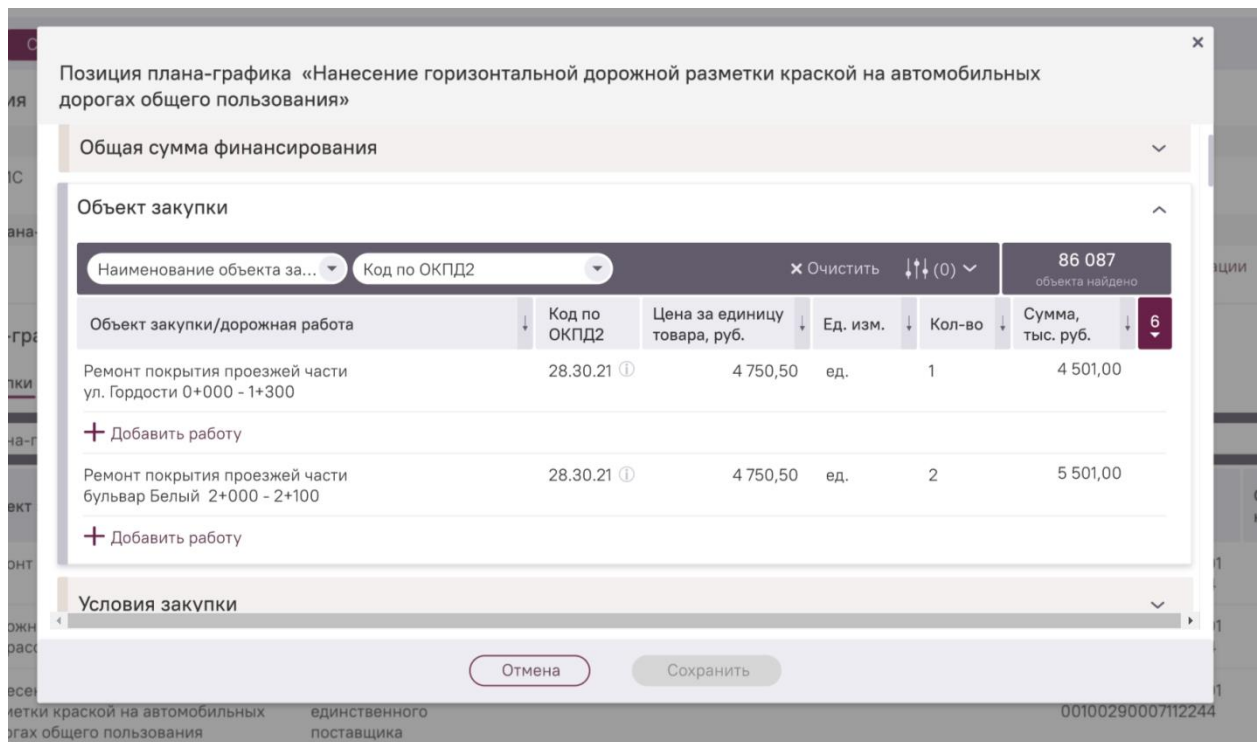 Позиция плана-графика «Нанесение горизонтальной дорожной разметки краской на автомобильных
дорогах общего пользования»
Общая сумма финансирования
Объект закупки
Наименование объекта за... Код по ОКПД2 Очистить (0) 86 087
объекта найдено
Объект закупки/дорожная работа Код по ОКПД2 Цена за единицу товара, руб. Ед. изм. Кол-во Сумма, тыс. руб. 6
Ремонт покрытия проезжей части 28.30.21 4 750,50 ед. 1 4 501,00
ул. Гордости 0+000 - 1+300
Добавить работу
Ремонт покрытия проезжей части 28.30.21 4 750,50 ед. 2 5 501,00
бульвар Белый 2+000 - 2+100
Добавить работу
Условия закупки
Отмена Сохранить
краской на автомобильных единственного 00100290007112244
общего пользования поставщика